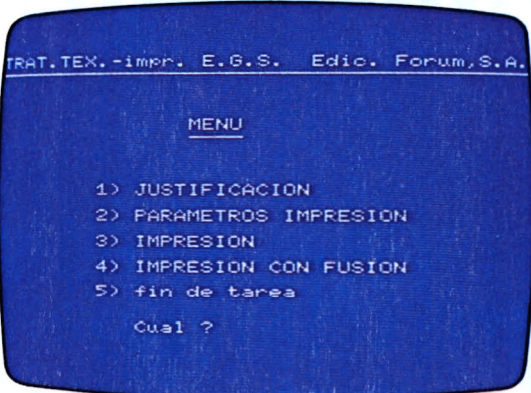 TRAT.TEX.-impr. E.G.S. Edic. Forum,S.A.
MENU
1) JUSTIFICACION
2) PARAMETROS IMPRESION
3) IMPRESION
4) IMPRESION CON FUSION
5) fin de tarea
Cual ?